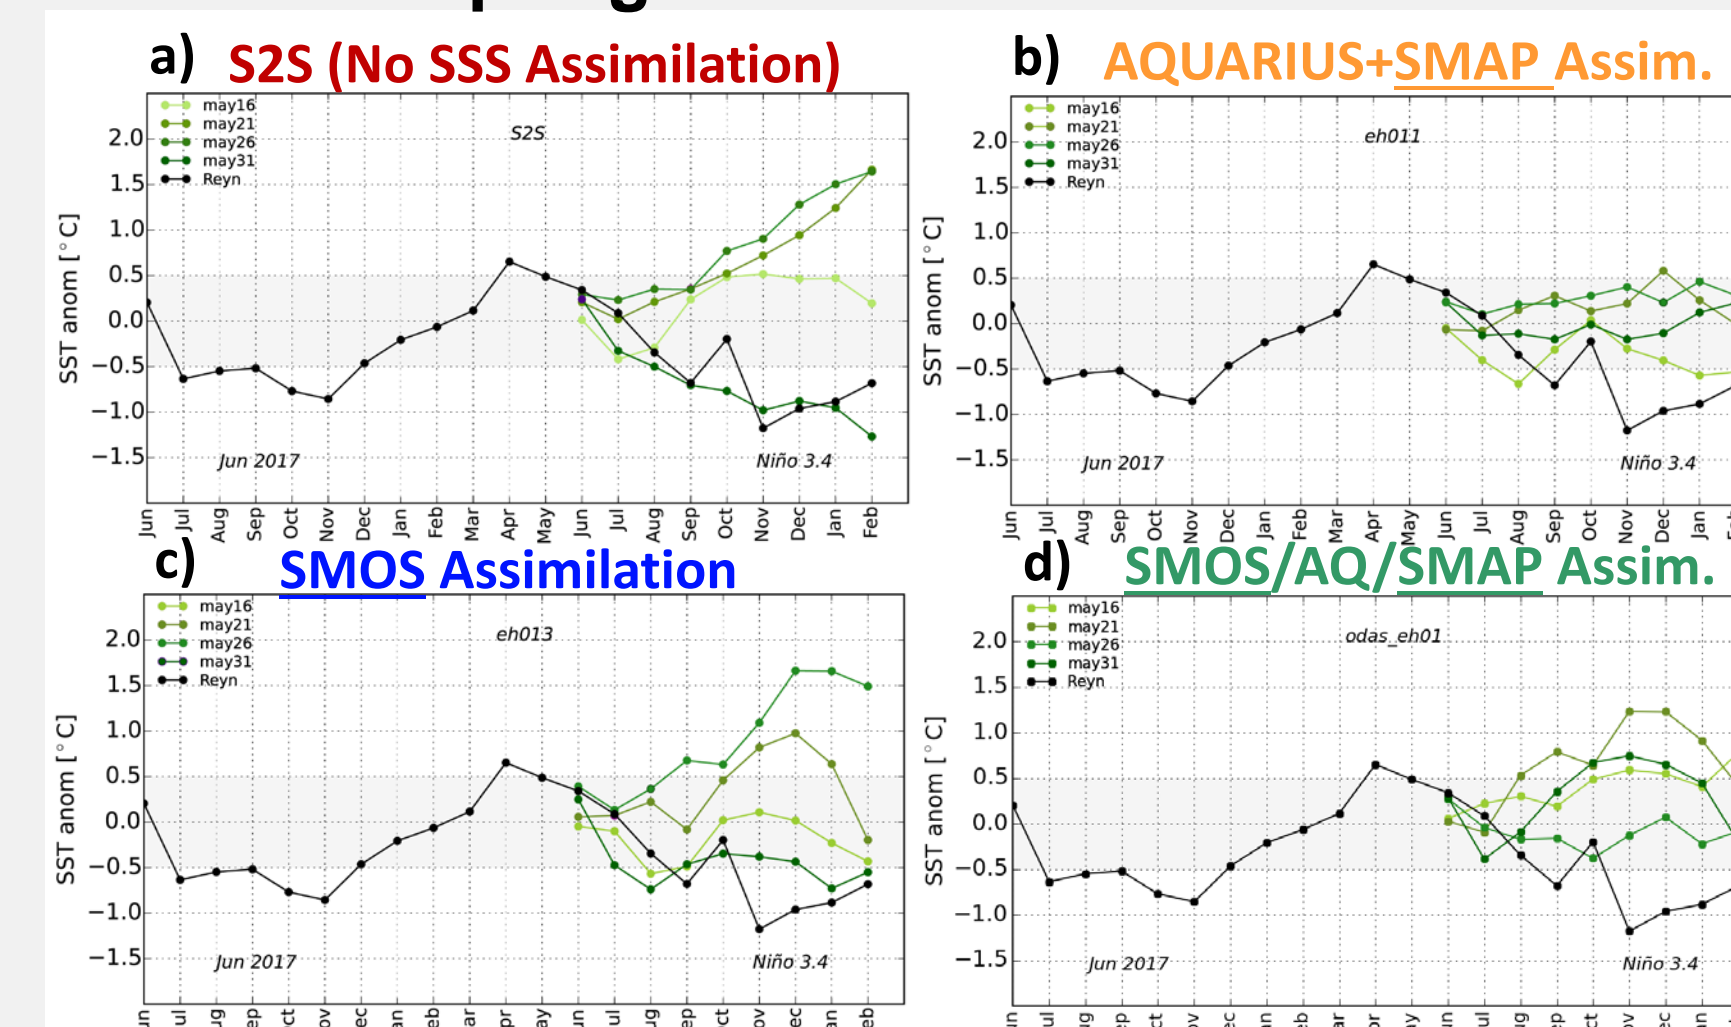 a) S2S (No SSS Assimilation)
may16
may21
may26
may31
Reyn
S2S
2.0
1.5
1.0
0.5
0.0
−0.5
−1.0
−1.5
SST anom [°C]
Jun 2017
Niño 3.4
Jun Jul Aug Sep Oct Nov Dec Jan Feb Mar Apr May Jun Jul Aug Sep Oct Nov Dec Jan Feb
b) AQUARIUS+SMAP Assim.
may16
may21
may26
may31
Reyn
eh011
2.0
1.5
1.0
0.5
0.0
−0.5
−1.0
−1.5
SST anom [°C]
Jun 2017
Niño 3.4
Jun Jul Aug Sep Oct Nov Dec Jan Feb Mar Apr May Jun Jul Aug Sep Oct Nov Dec Jan
c) SMOS Assimilation
may16
may21
may26
may31
Reyn
eh013
2.0
1.5
1.0
0.5
0.0
−0.5
−1.0
−1.5
SST anom [°C]
Jun 2017
Niño 3.4
d) SMOS/AQ/SMAP Assim.
may16
may21
may26
may31
Reyn
odas_eh01
2.0
1.5
1.0
0.5
0.0
−0.5
−1.0
−1.5
SST anom [°C]
Jun 2017
Niño 3.4